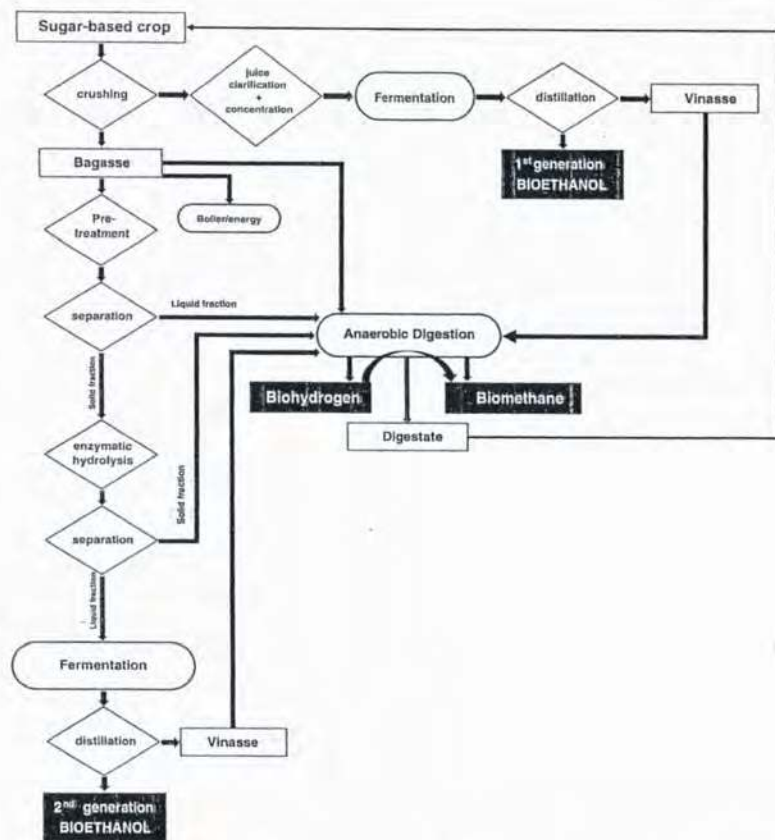 Sugar-based crop
juice
clarification
+
concentration
crushing
Fermentation
distillation
Vinasse
Bagasse
1st generation
BIOETHANOL
Boiler/energy
Pre-
treatment
Liquid fraction
separation
Anaerobic Digestion
Solid fraction
Biohydrogen
Biomethane
Digestate
enzymatic
hydrolysis
Solid fraction
separation
Liquid fraction
Fermentation
distillation
Vinasse
2nd generation
BIOETHANOL